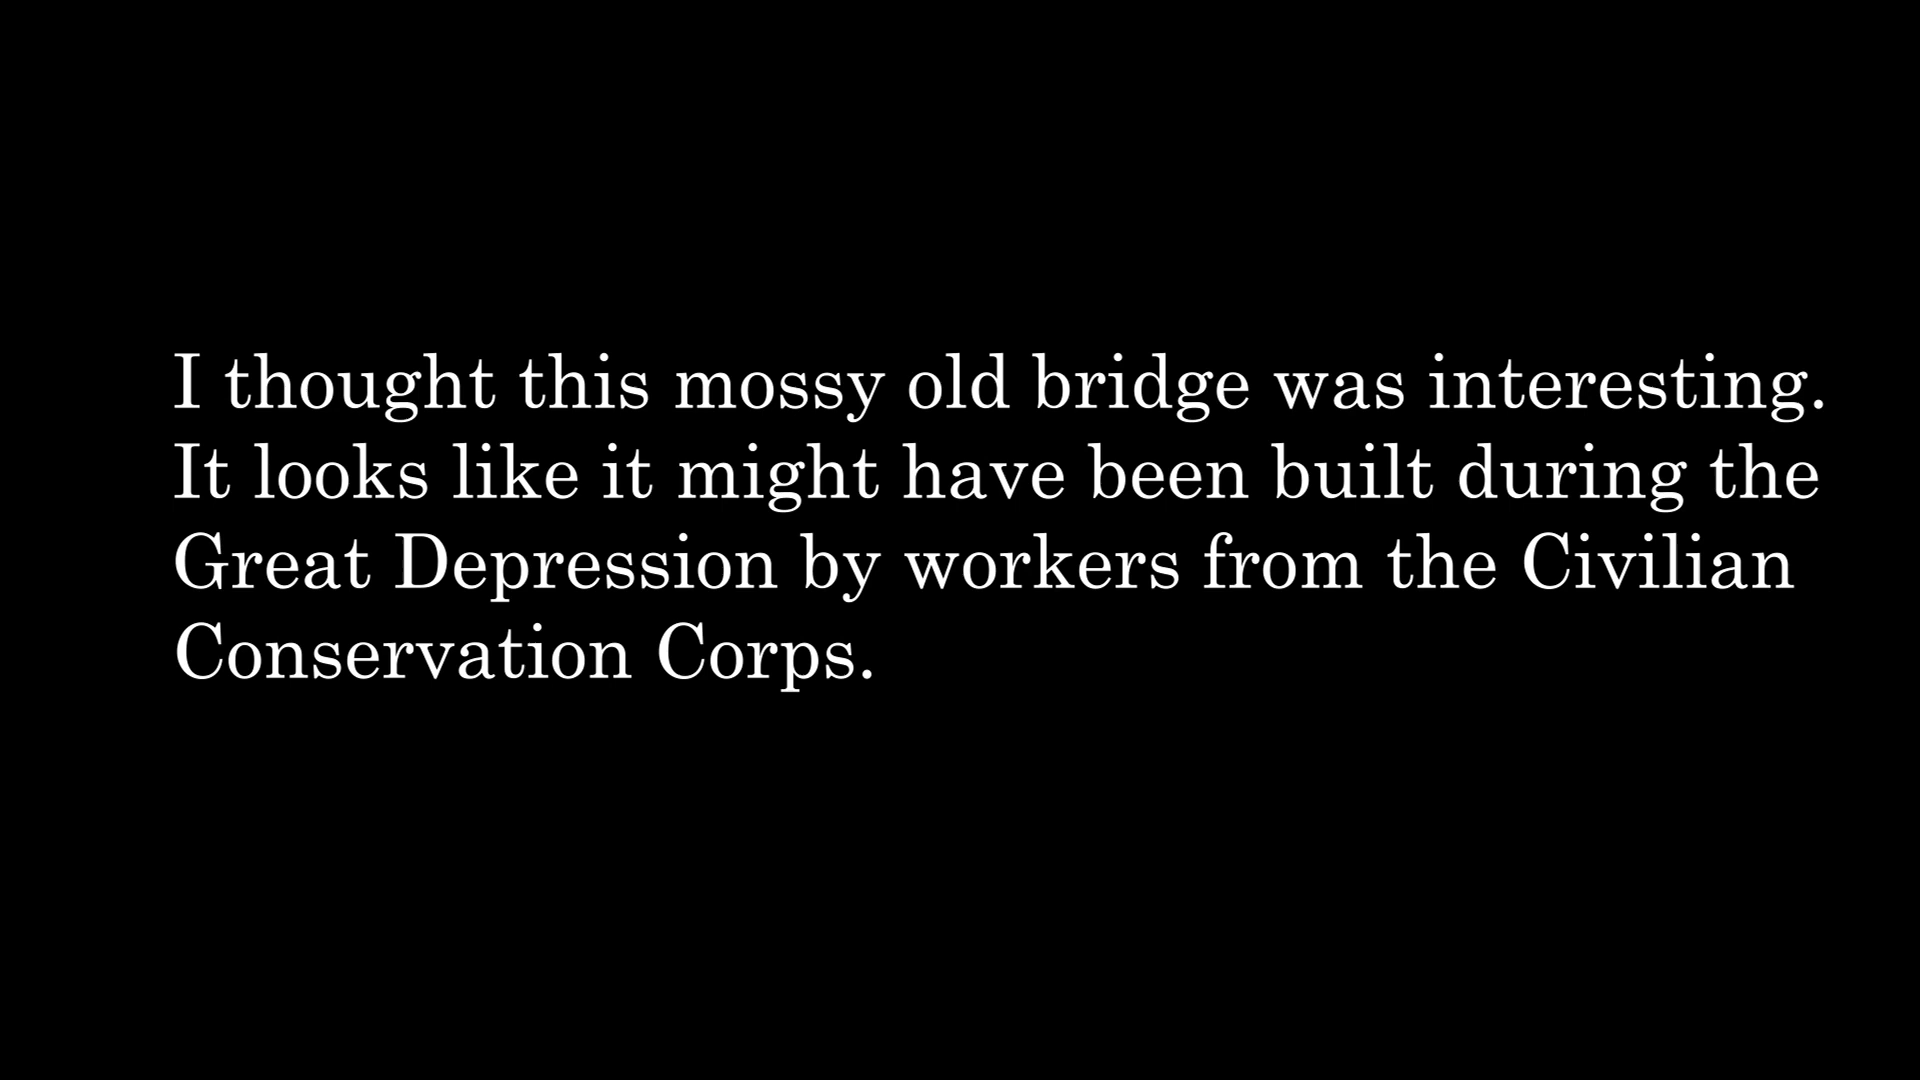 I thought this mossy old bridge was interesting.
It looks like it might have been built during the
Great Depression by workers from the Civilian
Conservation Corps.